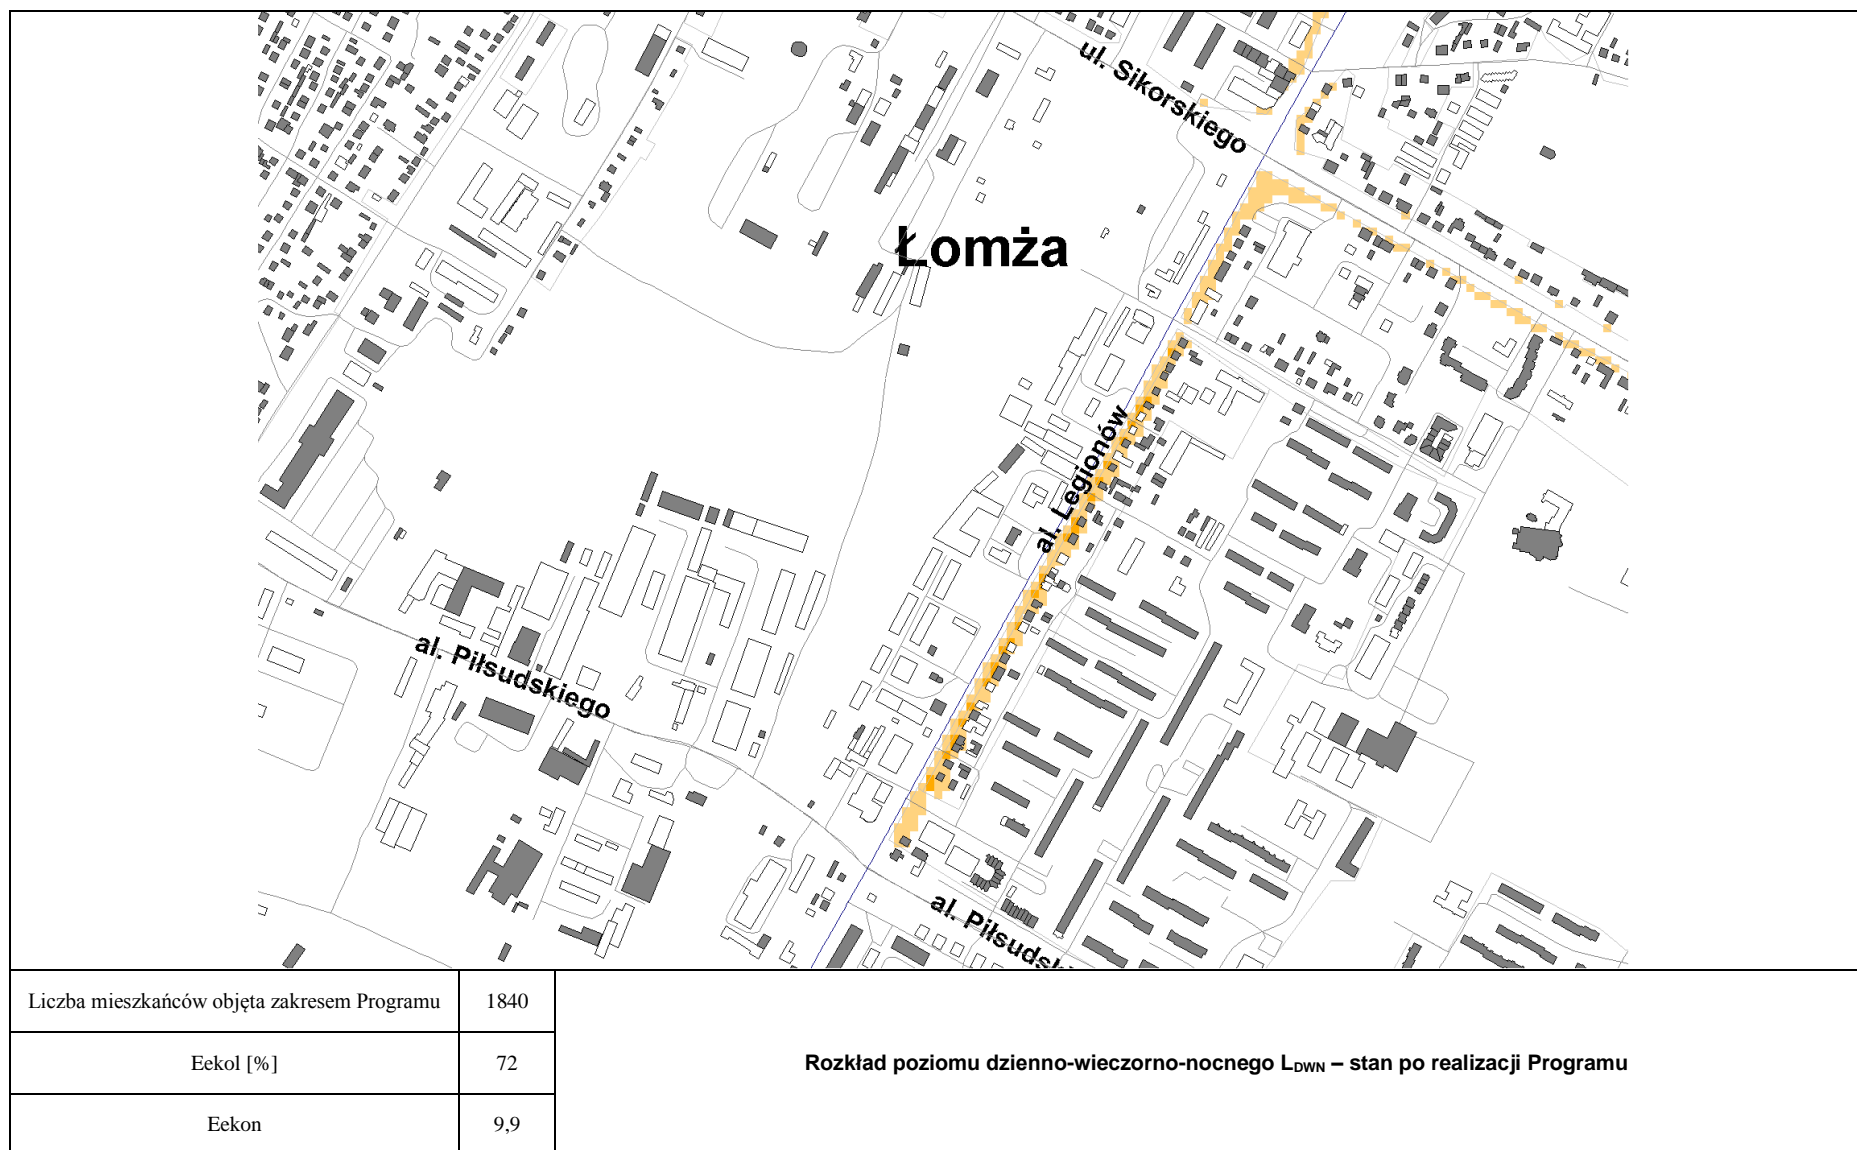 ul. Sikorskiego
Łomża
al. Legionów
al. Piłsudskiego
al. Piłsudski
Liczba mieszkańców objęta zakresem Programu 1840
Eekol [%] 72
Rozkład poziomu dzienno-wieczorno-nocnego LDWN – stan po realizacji Programu
Eekon 9,9